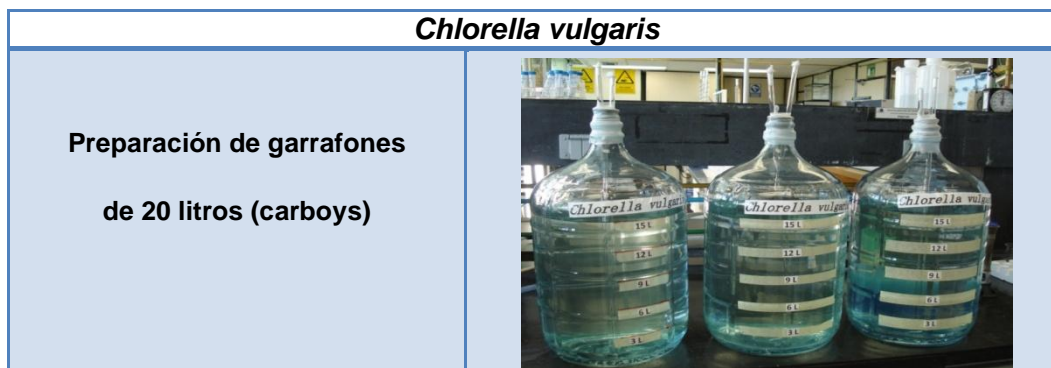 Chlorella vulgaris
Preparación de garrafones
de 20 litros (carboys)
Chlorella vulgaris
15 L
12 L
9 L
6 L
3 L
Chlorella vulgaris
15 L
12 L
9 L
6 L
3 L
Chlorella vulgaris
15 L
12 L
9 L
6 L
3 L